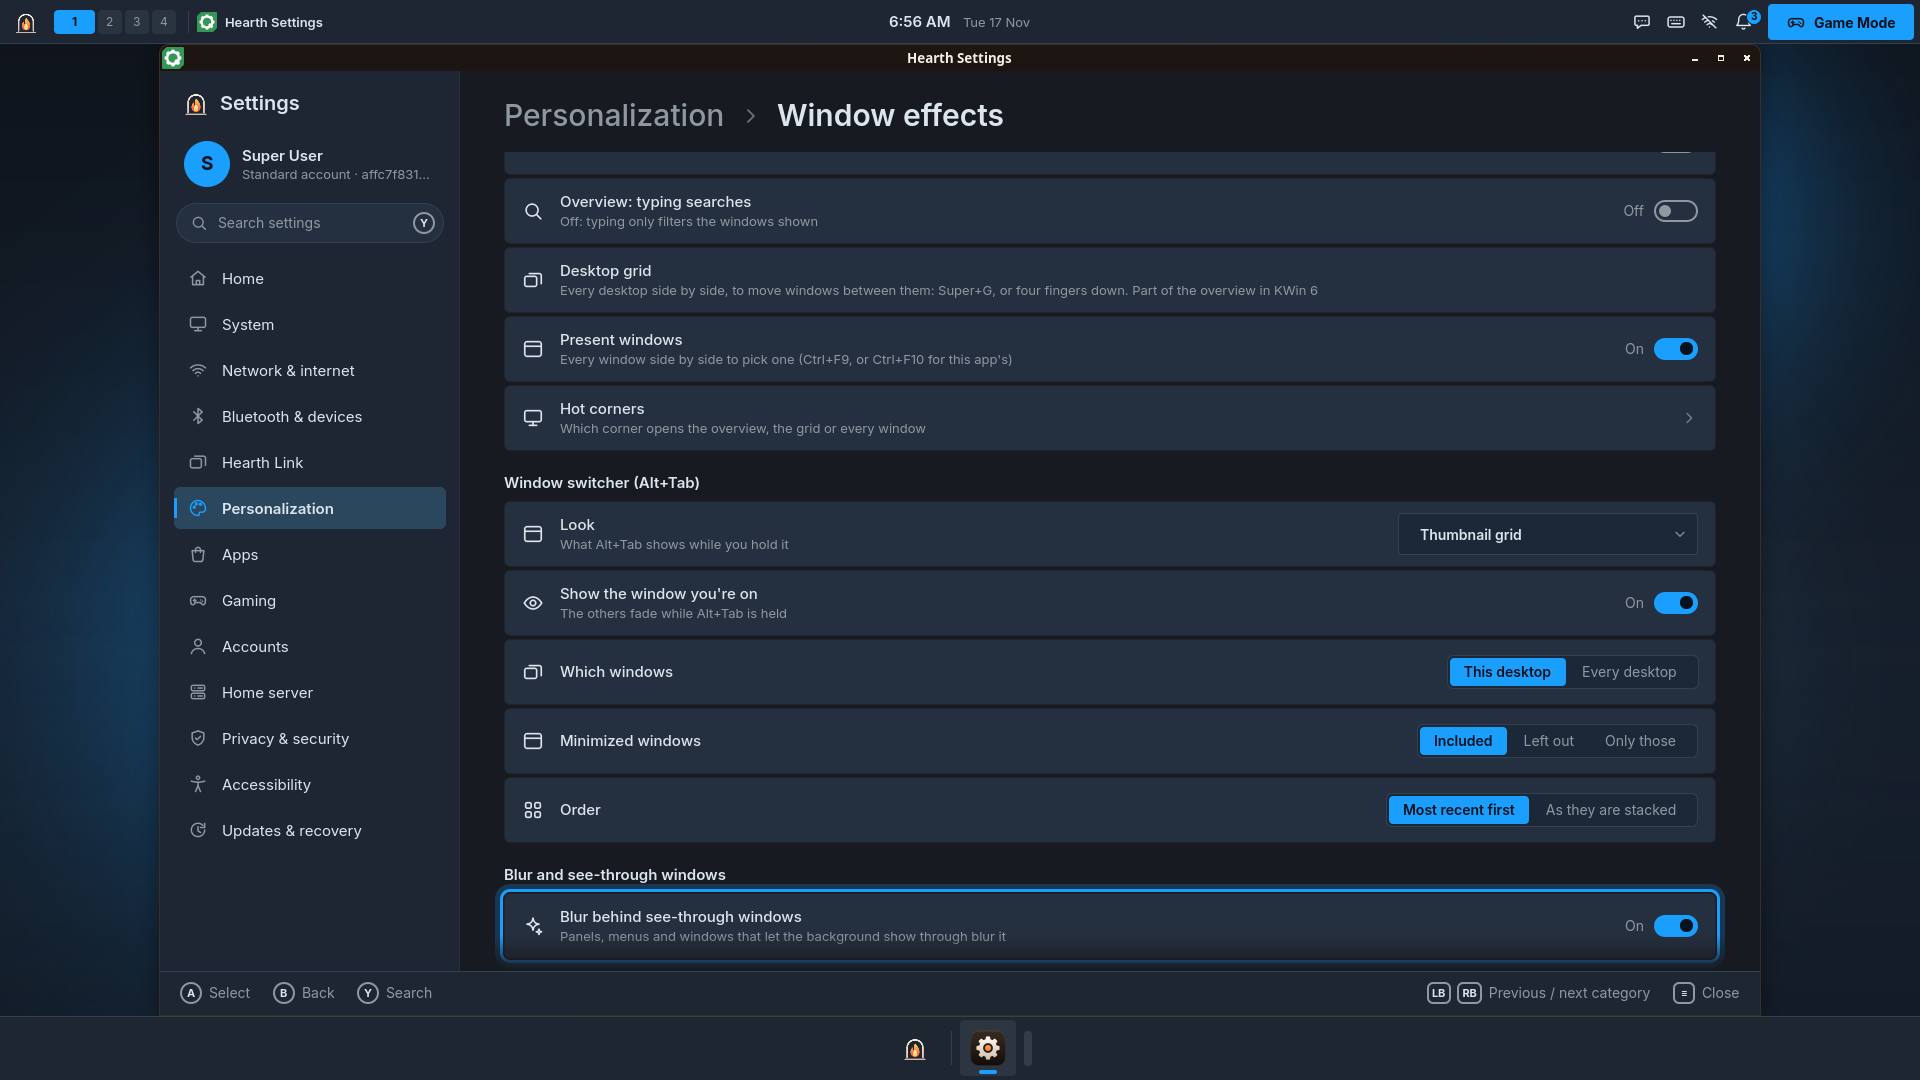 1 2 3 4 Hearth Settings 6:56 AM Tue 17 Nov 3 Game Mode
Hearth Settings
Settings
S
Super User
Standard account · affc7f831...
Search settings Y
Home
System
Network & internet
Bluetooth & devices
Hearth Link
Personalization
Apps
Gaming
Accounts
Home server
Privacy & security
Accessibility
Updates & recovery
Personalization > Window effects
Overview: typing searches
Off: typing only filters the windows shown
Off
Desktop grid
Every desktop side by side, to move windows between them: Super+G, or four fingers down. Part of the overview in KWin 6
Present windows
Every window side by side to pick one (Ctrl+F9, or Ctrl+F10 for this app's)
On
Hot corners
Which corner opens the overview, the grid or every window
Window switcher (Alt+Tab)
Look
What Alt+Tab shows while you hold it
Thumbnail grid
Show the window you're on
The others fade while Alt+Tab is held
On
Which windows This desktop Every desktop
Minimized windows Included Left out Only those
Order Most recent first As they are stacked
Blur and see-through windows
Blur behind see-through windows
Panels, menus and windows that let the background show through blur it
On
A Select B Back Y Search LB RB Previous / next category Close